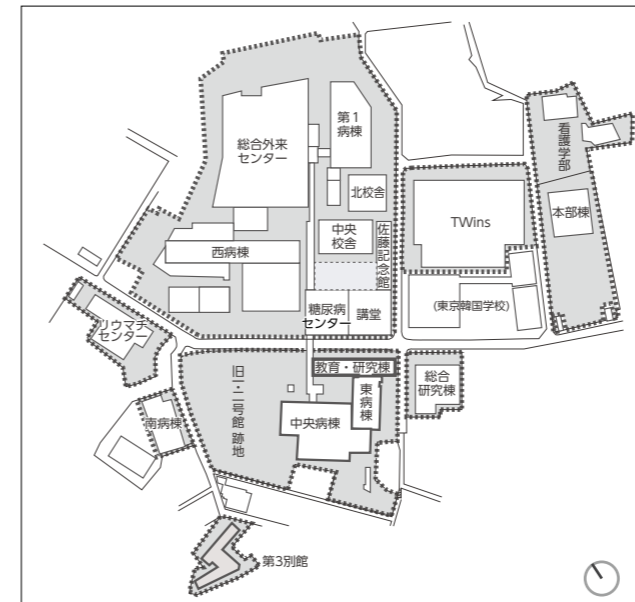 第1
病棟
総合外来
センター
北校舎
中央
校舎
佐藤記念館
西病棟
糖尿病
センター
講堂
TWins
(東京韓国学校)
看護学部
本部棟
リウマチ
センター
南病棟
旧一・二号館 跡地
教育・研究棟
東病棟
中央病棟
総合
研究棟
第3別館